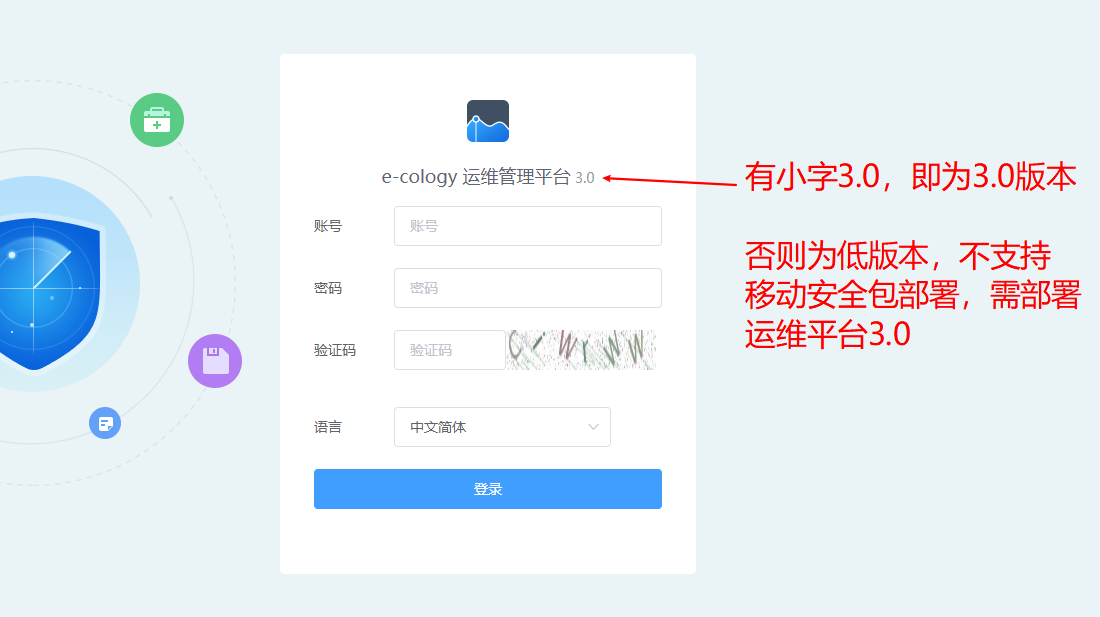 e-cology 运维管理平台 3.0
账号 账号
密码 密码
验证码 验证码
语言 中文简体
登录
有小字3.0，即为3.0版本
否则为低版本，不支持
移动安全包部署，需部署
运维平台3.0